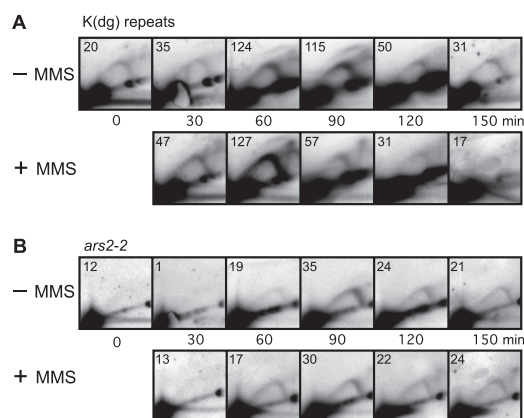 A
K(dg) repeats
− MMS
20 35 124 115 50 31
0 30 60 90 120 150 min
+ MMS
47 127 57 31 17
B
ars2-2
− MMS
12 1 19 35 24 21
0 30 60 90 120 150 min
+ MMS
13 17 30 22 24